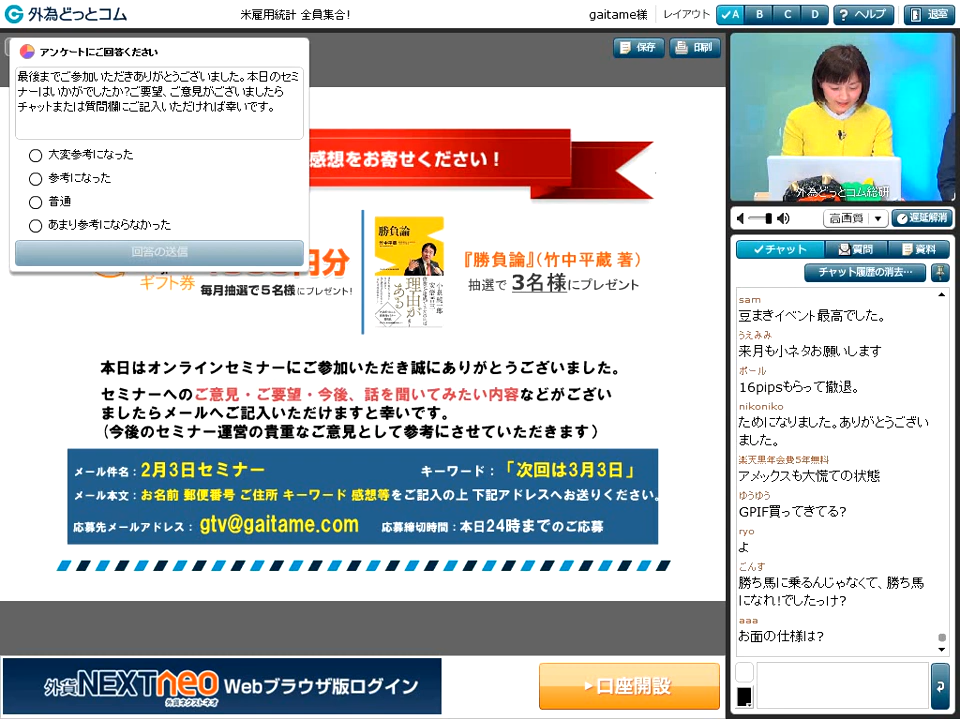 外為どっとコム
米雇用統計 全員集合!
gaitame様
レイアウト
A
B
C
D
? ヘルプ
退室
アンケートにご回答ください
最後までご参加いただきありがとうございました。本日のセミ
ナーはいかがでしたか?ご要望、ご意見がございましたら
チャットまたは質問欄にご記入いただければ幸いです。
大変参考になった
参考になった
普通
あまり参考にならなかった
回答の送信
保存
印刷
感想をお寄せください!
円分
ギフト券
毎月抽選で5名様にプレゼント!
勝負論
竹中平蔵
『勝負論』(竹中平蔵 著)
抽選で 3名様にプレゼント
本日はオンラインセミナーにご参加いただき誠にありがとうございました。
セミナーへのご意見・ご要望・今後、話を聞いてみたい内容などがござい
ましたらメールへご記入いただけますと幸いです。
(今後のセミナー運営の貴重なご意見として参考にさせていただきます)
メール件名:2月3日セミナー キーワード:「次回は3月3日」
メール本文:お名前 郵便番号 ご住所 キーワード 感想等をご記入の上 下記アドレスへお送りください。
応募先メールアドレス: gtv@gaitame.com 応募締切時間:本日24時までのご応募
外貨NEXTneo Webブラウザ版ログイン
外貨ネクストネオ
口座開設
外為どっとコム総研
高画質
遅延解消
チャット
質問
資料
チャット履歴の消去…
sam
豆まきイベント最高でした。
うえみみ
来月も小ネタお願いします
ポール
16pipsもらって撤退。
nikoniko
ためになりました。ありがとうござい
ました。
楽天黒年会費5年無料
アメックスも大慌ての状態
ゆうゆう
GPIF買ってきてる?
ryo
よ
こんす
勝ち馬に乗るんじゃなくて、勝ち馬
になれ!でしたっけ?
aaa
お面の仕様は?